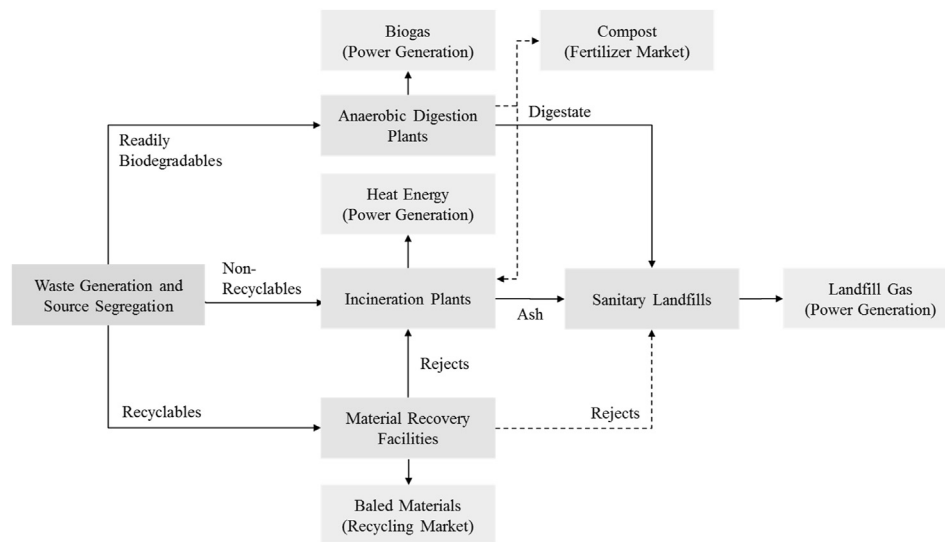 Biogas
(Power Generation)
Compost
(Fertilizer Market)
Anaerobic Digestion
Plants
Digestate
Readily
Biodegradables
Heat Energy
(Power Generation)
Waste Generation and
Source Segregation
Non-
Recyclables
Incineration Plants
Ash
Sanitary Landfills
Landfill Gas
(Power Generation)
Rejects
Recyclables
Material Recovery
Facilities
Rejects
Baled Materials
(Recycling Market)